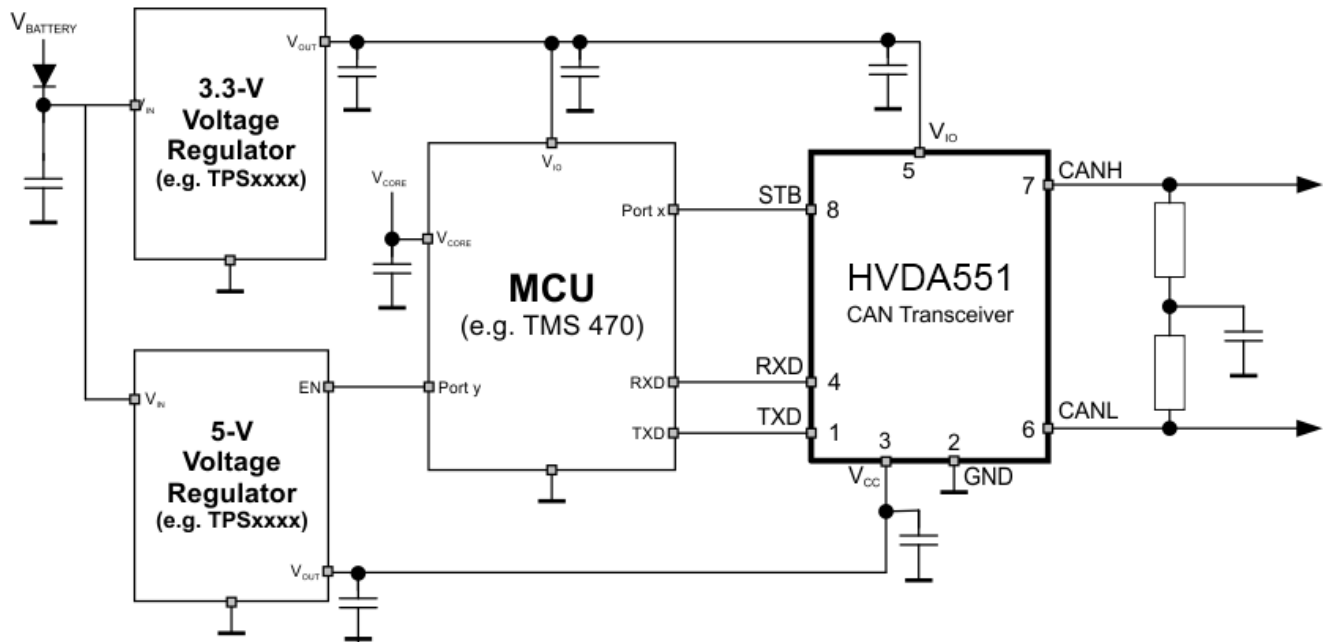 VBATTERY
VOUT
3.3-V
Voltage
Regulator
(e.g. TPSxxxx)
VIN
VIO
VIO
5
VCORE
VCORE
Port x
STB
8
7
CANH
MCU
(e.g. TMS 470)
HVDA551
CAN Transceiver
EN
Port y
RXD
RXD
4
TXD
TXD
1
6
CANL
VIN
5-V
Voltage
Regulator
(e.g. TPSxxxx)
VOUT
3
2
VCC
GND